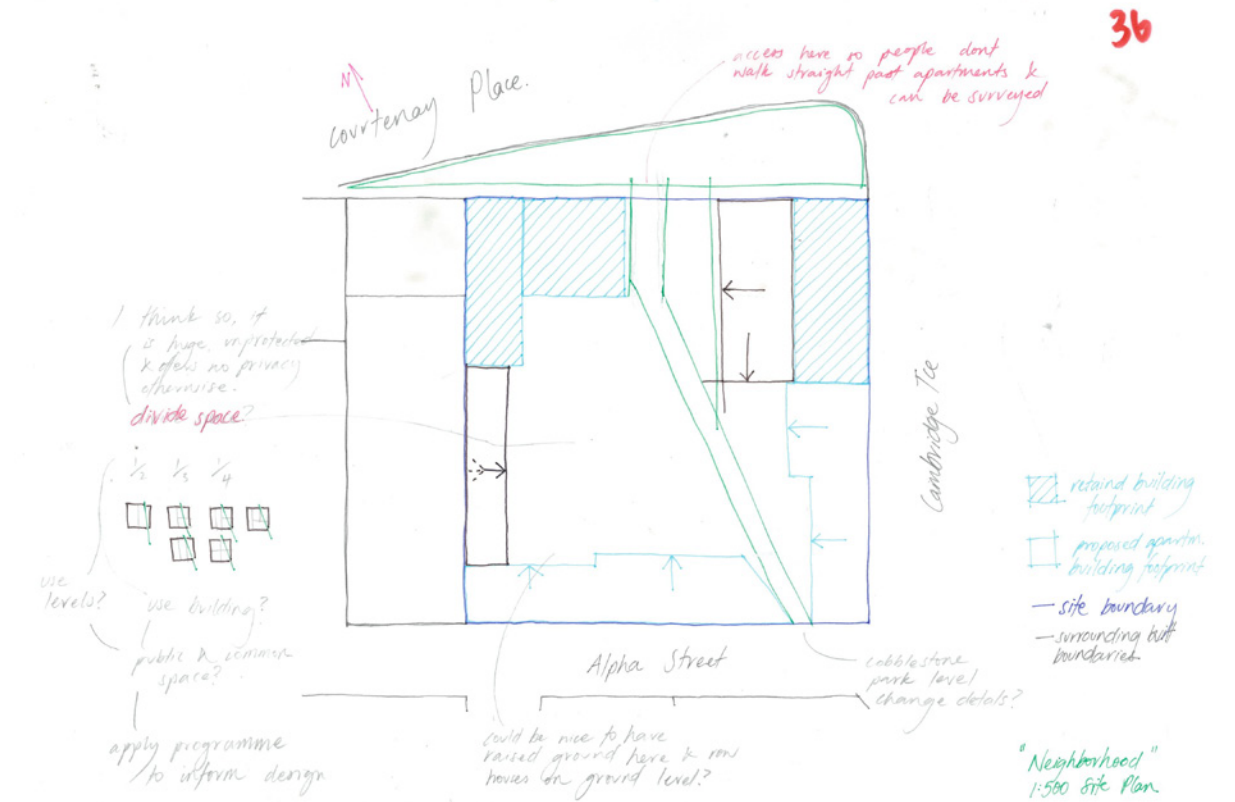 36
access here so people dont
walk straight past apartments &
can be surveyed
N
Courtenay Place.
I think so, it
is huge, unprotected
& offers no privacy
otherwise.
divide space?
1/2 1/3 1/4
use
levels?
use building?
public & common
space?
apply programme
to inform design
Cambridge Tce
retained building
footprint
proposed apartm.
building footprint
site boundary
surrounding built
boundaries
Alpha Street
cobblestone
park level
change details?
could be nice to have
raised ground here & row
houses on ground level?
"Neighborhood"
1:500 Site Plan